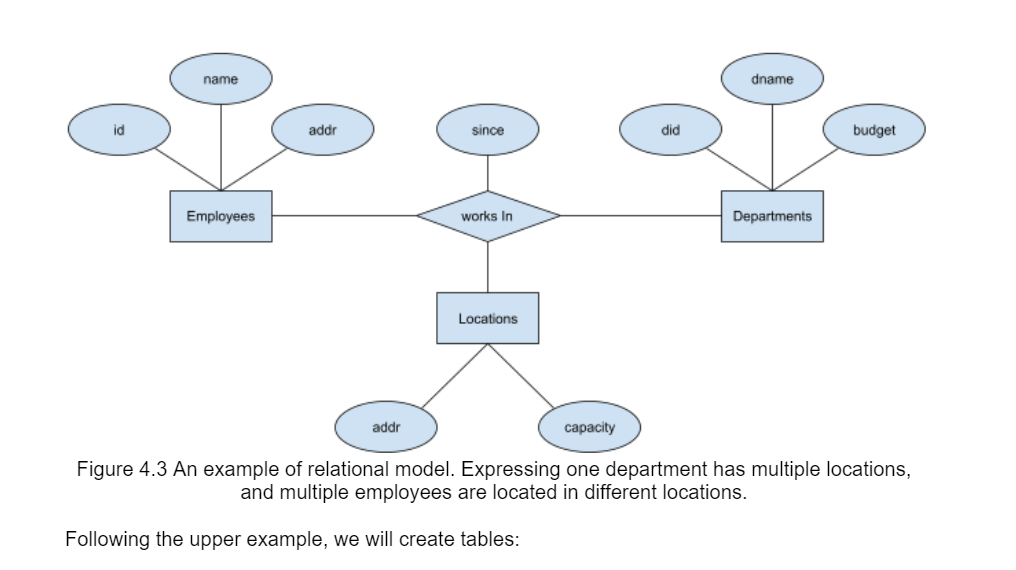 name
dname
id
addr
since
did
budget
Employees
works In
Departments
Locations
addr
capacity
Figure 4.3 An example of relational model. Expressing one department has multiple locations,
and multiple employees are located in different locations.
Following the upper example, we will create tables: